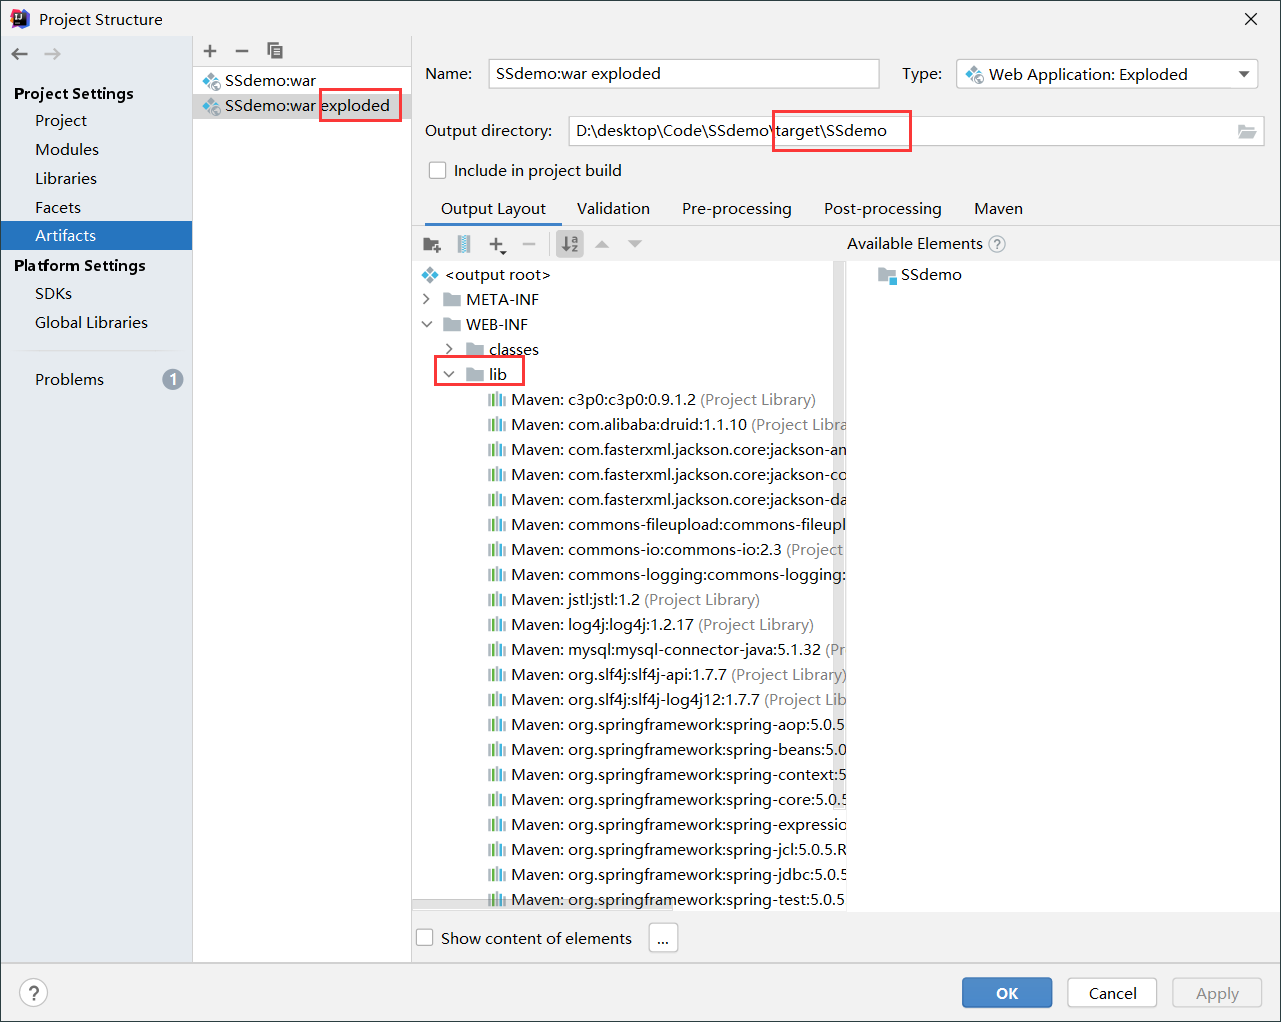 Project Structure
Project Settings
Project
Modules
Libraries
Facets
Artifacts
Platform Settings
SDKs
Global Libraries
Problems
1
SSdemo:war
SSdemo:war exploded
Name:
SSdemo:war exploded
Type:
Web Application: Exploded
Output directory:
D:\desktop\Code\SSdemo\target\SSdemo
Include in project build
Output Layout
Validation
Pre-processing
Post-processing
Maven
Available Elements ?
<output root>
META-INF
WEB-INF
classes
lib
Maven: c3p0:c3p0:0.9.1.2 (Project Library)
Maven: com.alibaba:druid:1.1.10 (Project Libra
Maven: com.fasterxml.jackson.core:jackson-an
Maven: com.fasterxml.jackson.core:jackson-co
Maven: com.fasterxml.jackson.core:jackson-da
Maven: commons-fileupload:commons-fileupl
Maven: commons-io:commons-io:2.3 (Project
Maven: commons-logging:commons-logging:
Maven: jstl:jstl:1.2 (Project Library)
Maven: log4j:log4j:1.2.17 (Project Library)
Maven: mysql:mysql-connector-java:5.1.32 (Pr
Maven: org.slf4j:slf4j-api:1.7.7 (Project Library)
Maven: org.slf4j:slf4j-log4j12:1.7.7 (Project Lib
Maven: org.springframework:spring-aop:5.0.5
Maven: org.springframework:spring-beans:5.0
Maven: org.springframework:spring-context:5
Maven: org.springframework:spring-core:5.0.5
Maven: org.springframework:spring-expressio
Maven: org.springframework:spring-jcl:5.0.5.R
Maven: org.springframework:spring-jdbc:5.0.5
Maven: org.springframework:spring-test:5.0.5
SSdemo
Show content of elements
...
?
OK
Cancel
Apply